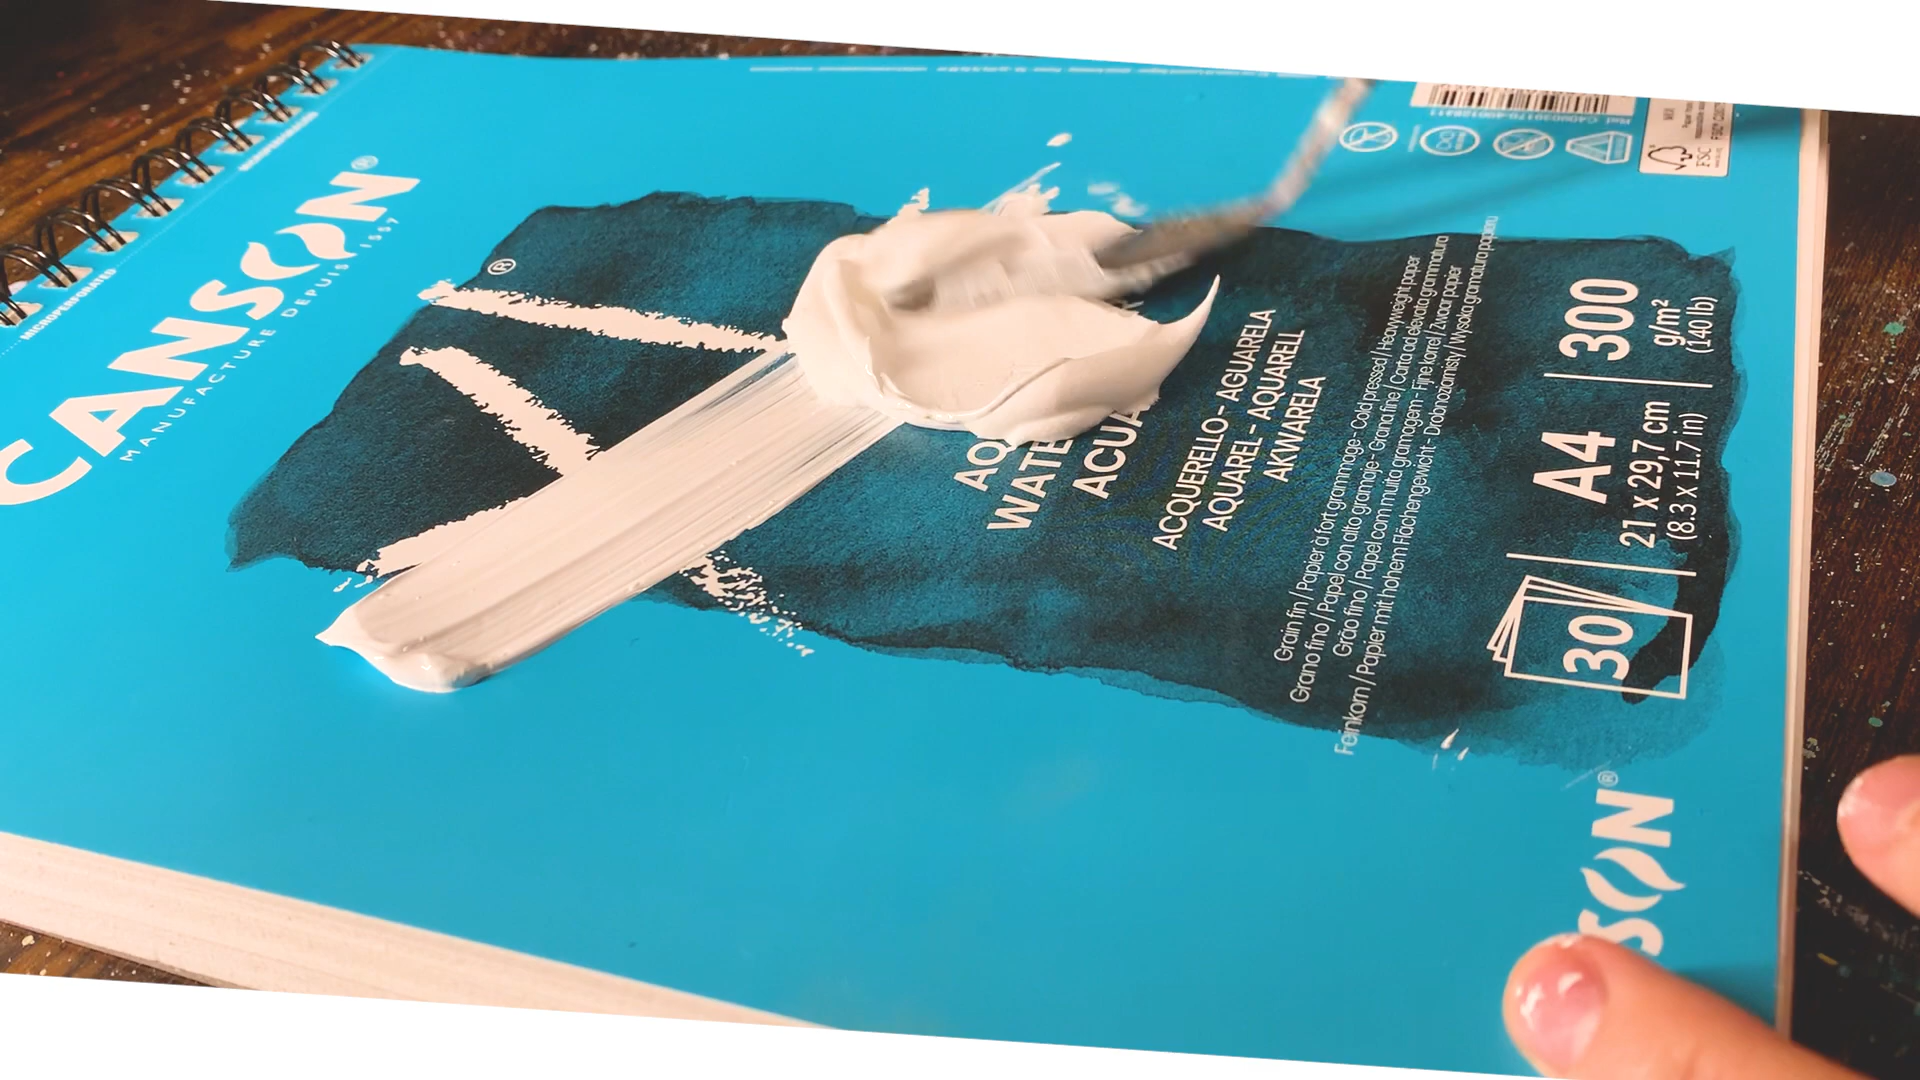 MICROPERFORATED
CANSON®
MANUFACTURE DEPUIS 1557
®
WATE
ACUA
ACQUERELLO - AGUARELA
AQUAREL - AQUARELL
AKWARELA
Grain fin / Papier à fort grammage - Cold pressed / Heavyweight paper
Grano fino / Papel con alto gramaje - Grana fine / Carta ad elevata grammatura
Grão fino / Papel com muita gramagem - Fijne korrel / Zwaar papier
Feinkorn / Papier mit hohem Flächengewicht - Drobnoziarnisty / Wysoka gramatura papieru
30
A4
21 x 29,7 cm
(8.3 x 11.7 in)
300
g/m²
(140 lb)
FSC
MIX
SON®